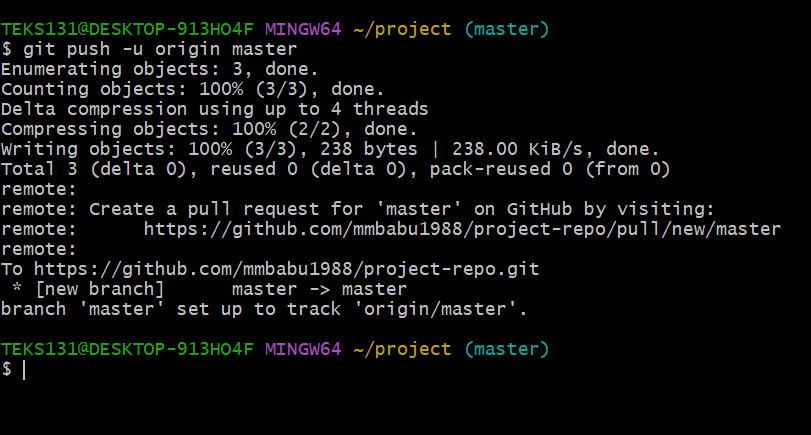 TEKS131@DESKTOP-913HO4F MINGW64 ~/project (master)
$ git push -u origin master
Enumerating objects: 3, done.
Counting objects: 100% (3/3), done.
Delta compression using up to 4 threads
Compressing objects: 100% (2/2), done.
Writing objects: 100% (3/3), 238 bytes | 238.00 KiB/s, done.
Total 3 (delta 0), reused 0 (delta 0), pack-reused 0 (from 0)
remote:
remote: Create a pull request for 'master' on GitHub by visiting:
remote:      https://github.com/mmbabu1988/project-repo/pull/new/master
remote:
To https://github.com/mmbabu1988/project-repo.git
 * [new branch]      master -> master
branch 'master' set up to track 'origin/master'.
TEKS131@DESKTOP-913HO4F MINGW64 ~/project (master)
$